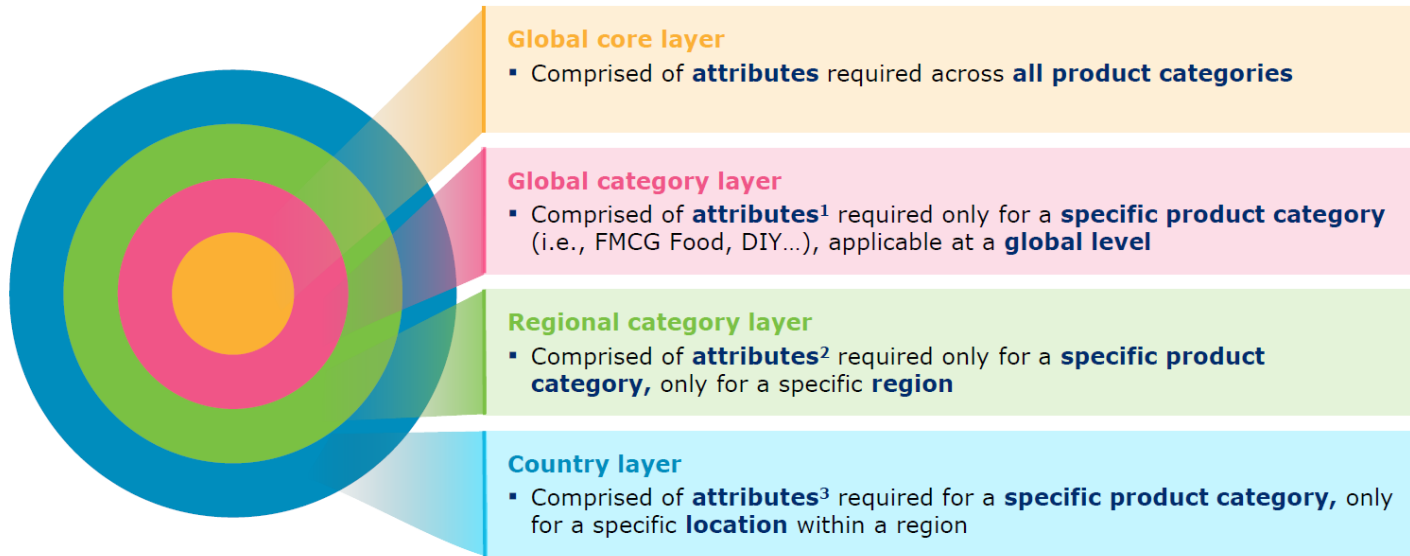 Global core layer
▪ Comprised of attributes required across all product categories
Global category layer
▪ Comprised of attributes¹ required only for a specific product category
(i.e., FMCG Food, DIY…), applicable at a global level
Regional category layer
▪ Comprised of attributes² required only for a specific product
category, only for a specific region
Country layer
▪ Comprised of attributes³ required for a specific product category, only
for a specific location within a region